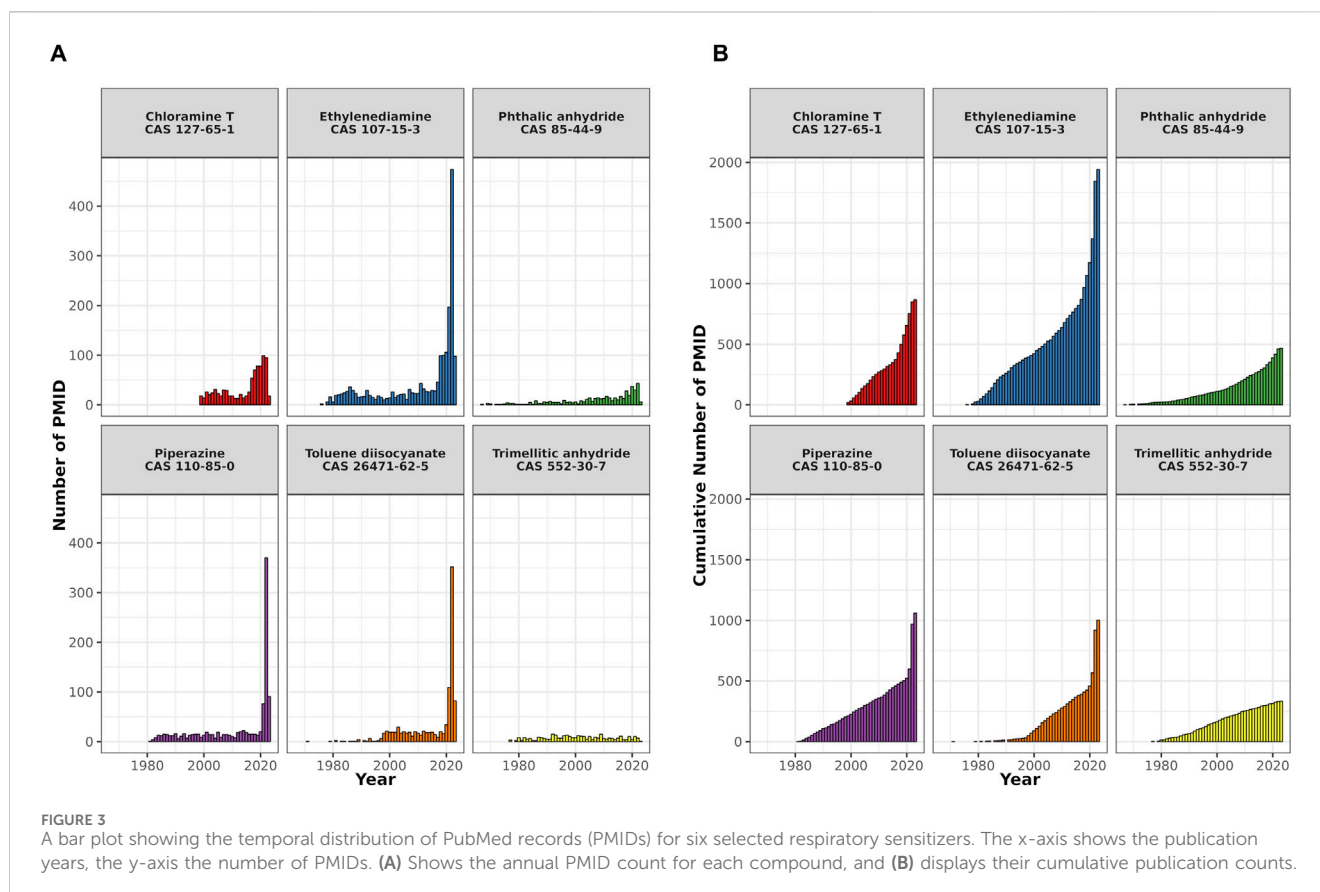 A
Chloramine T
CAS 127-65-1
Ethylenediamine
CAS 107-15-3
Phthalic anhydride
CAS 85-44-9
400
300
200
100
0
Piperazine
CAS 110-85-0
Toluene diisocyanate
CAS 26471-62-5
Trimellitic anhydride
CAS 552-30-7
400
300
200
100
0
1980 2000 2020
1980 2000 2020
1980 2000 2020
Number of PMID
Year
B
Chloramine T
CAS 127-65-1
Ethylenediamine
CAS 107-15-3
Phthalic anhydride
CAS 85-44-9
2000
1500
1000
500
0
Piperazine
CAS 110-85-0
Toluene diisocyanate
CAS 26471-62-5
Trimellitic anhydride
CAS 552-30-7
2000
1500
1000
500
0
1980 2000 2020
1980 2000 2020
1980 2000 2020
Cumulative Number of PMID
Year
FIGURE 3
A bar plot showing the temporal distribution of PubMed records (PMIDs) for six selected respiratory sensitizers. The x-axis shows the publication
years, the y-axis the number of PMIDs. (A) Shows the annual PMID count for each compound, and (B) displays their cumulative publication counts.